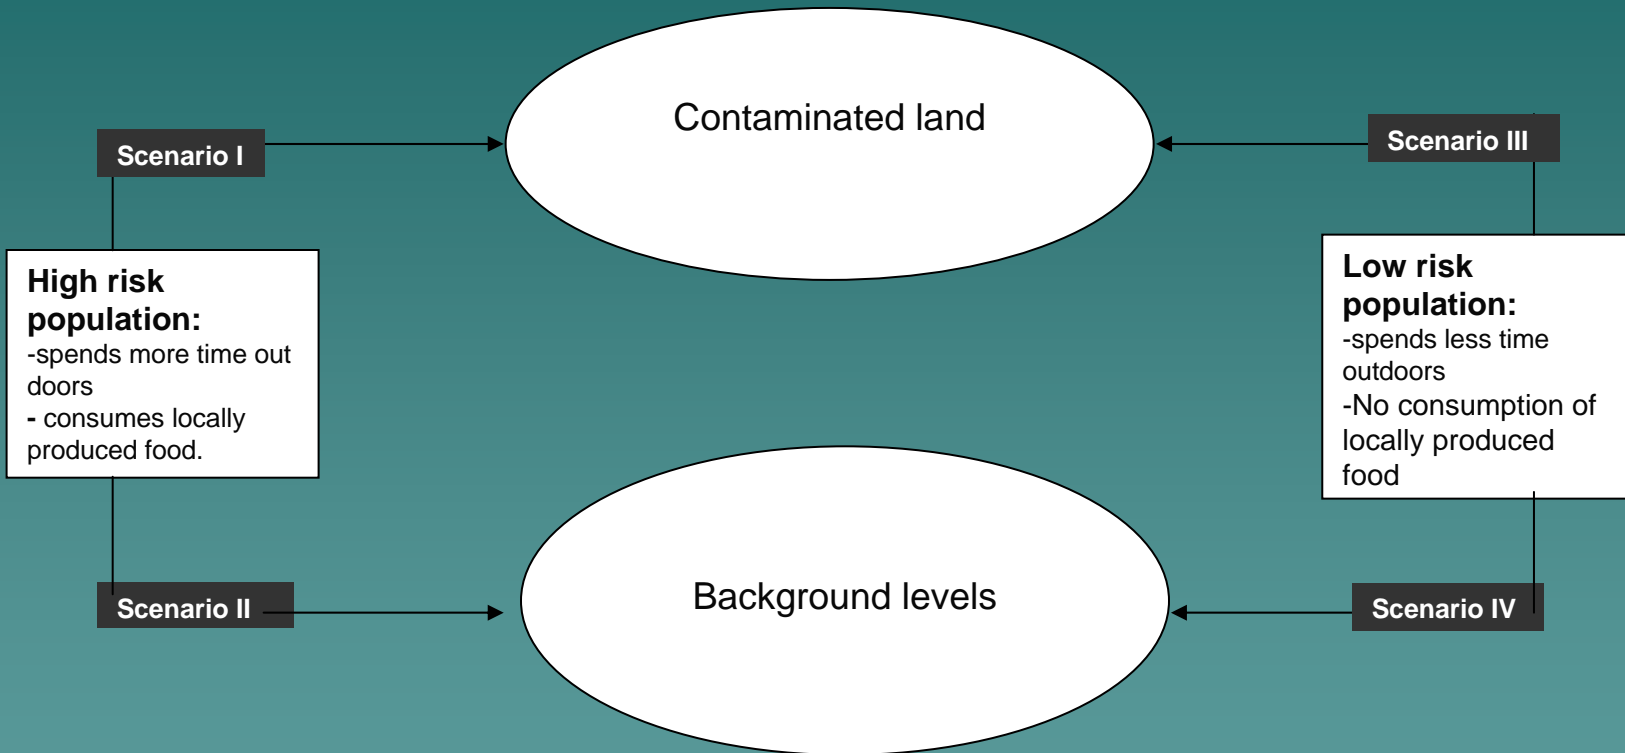 Contaminated land
Scenario I
Scenario III
High risk
population:
-spends more time out
doors
- consumes locally
produced food.
Low risk
population:
-spends less time
outdoors
-No consumption of
locally produced
food
Background levels
Scenario II
Scenario IV